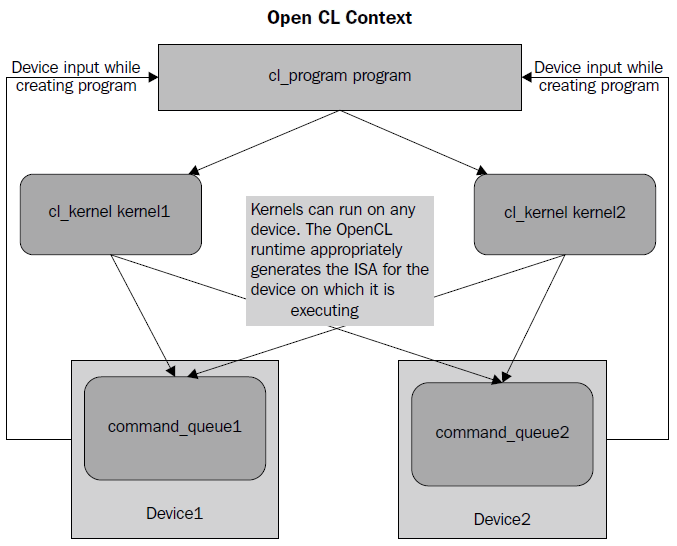 Open CL Context
Device input while
creating program
cl_program program
Device input while
creating program
cl_kernel kernel1
Kernels can run on any
device. The OpenCL
runtime appropriately
generates the ISA for the
device on which it is
executing
cl_kernel kernel2
command_queue1
command_queue2
Device1
Device2